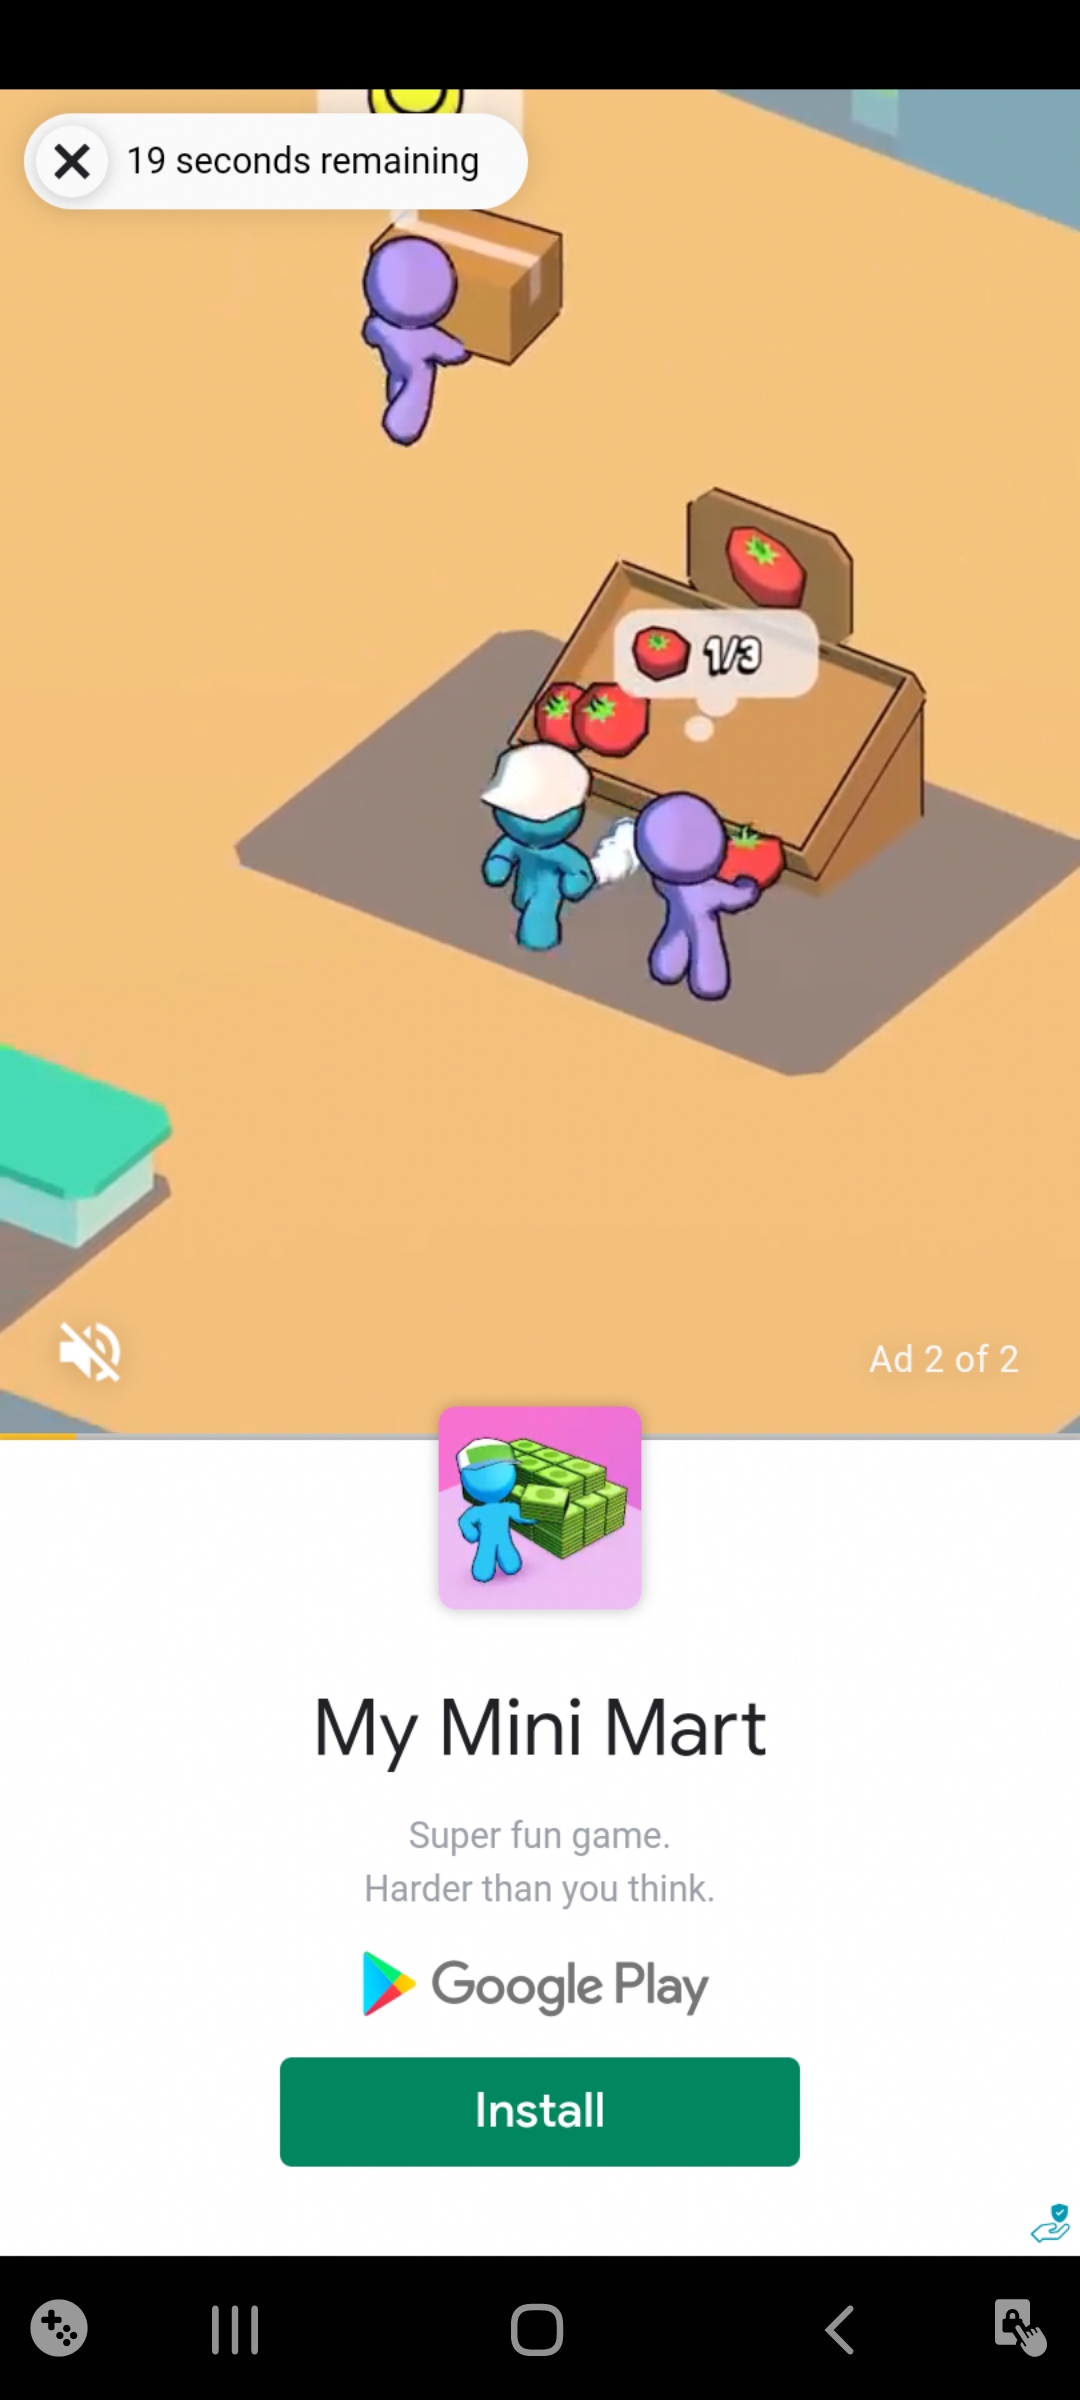 19 seconds remaining
1/3
Ad 2 of 2
My Mini Mart
Super fun game.
Harder than you think.
Google Play
Install